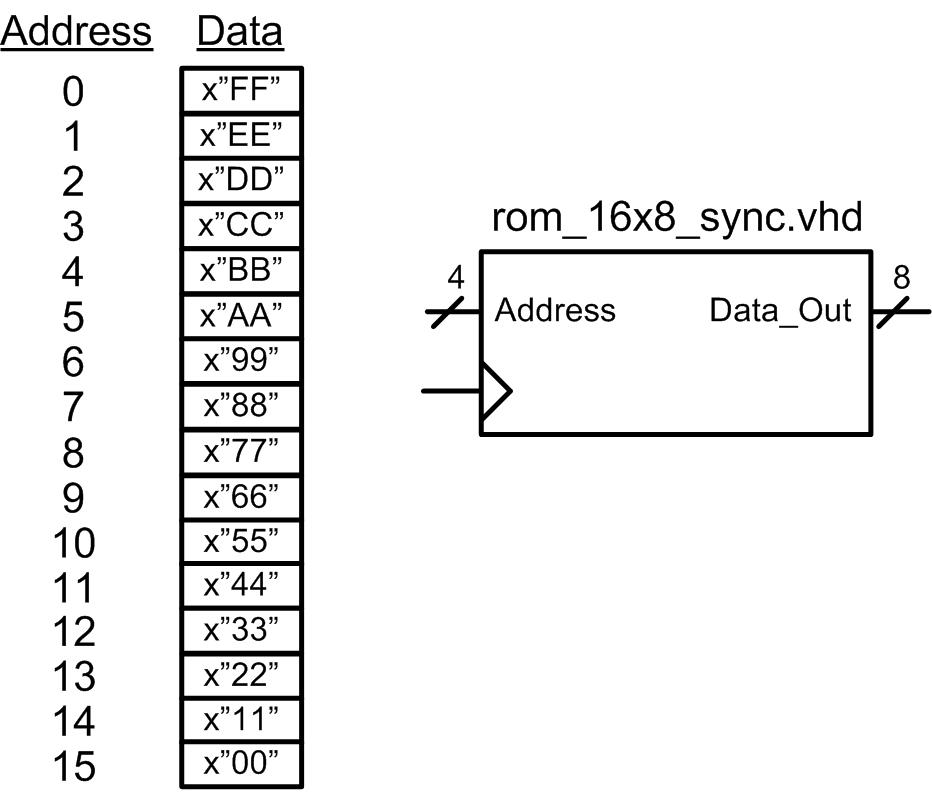 Address Data
0 x”FF”
1 x”EE”
2 x”DD”
3 x”CC”
4 x”BB”
5 x”AA”
6 x”99”
7 x”88”
8 x”77”
9 x”66”
10 x”55”
11 x”44”
12 x”33”
13 x”22”
14 x”11”
15 x”00”
rom_16x8_sync.vhd
4 8
Address Data_Out